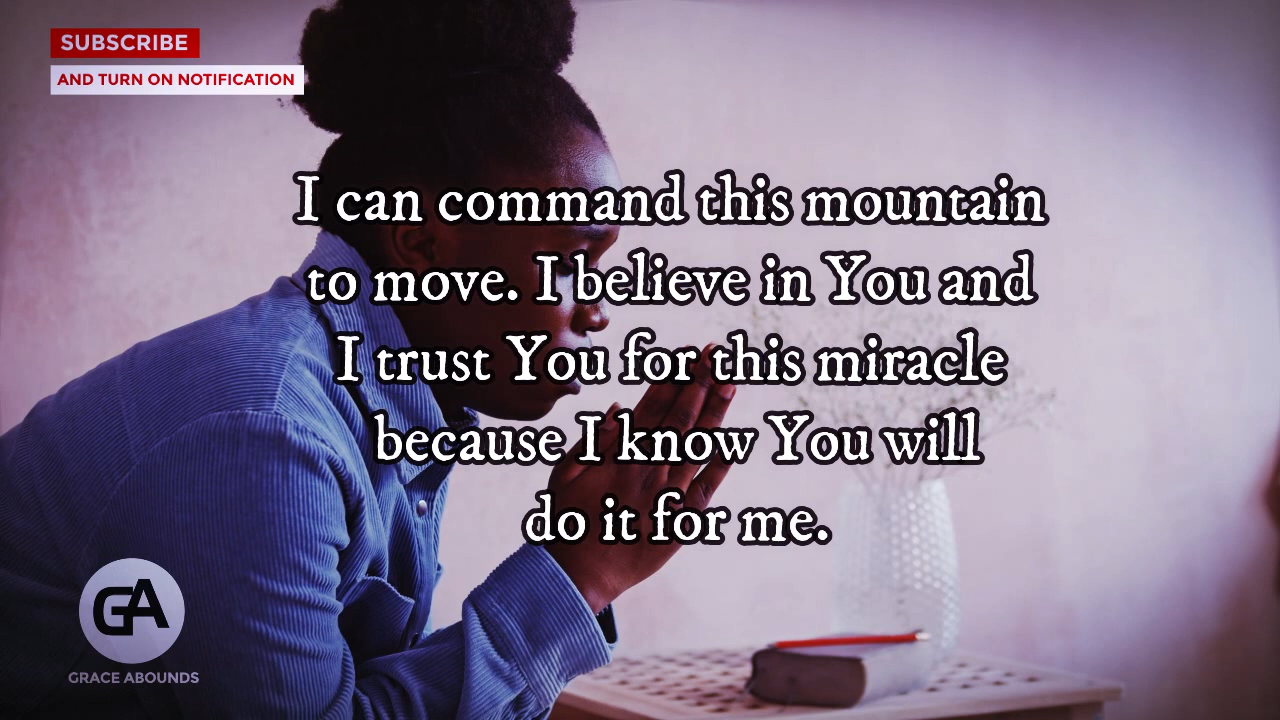 SUBSCRIBE
AND TURN ON NOTIFICATION
I can command this mountain
to move. I believe in You and
I trust You for this miracle
because I know You will
do it for me.
GA
GRACE ABOUNDS